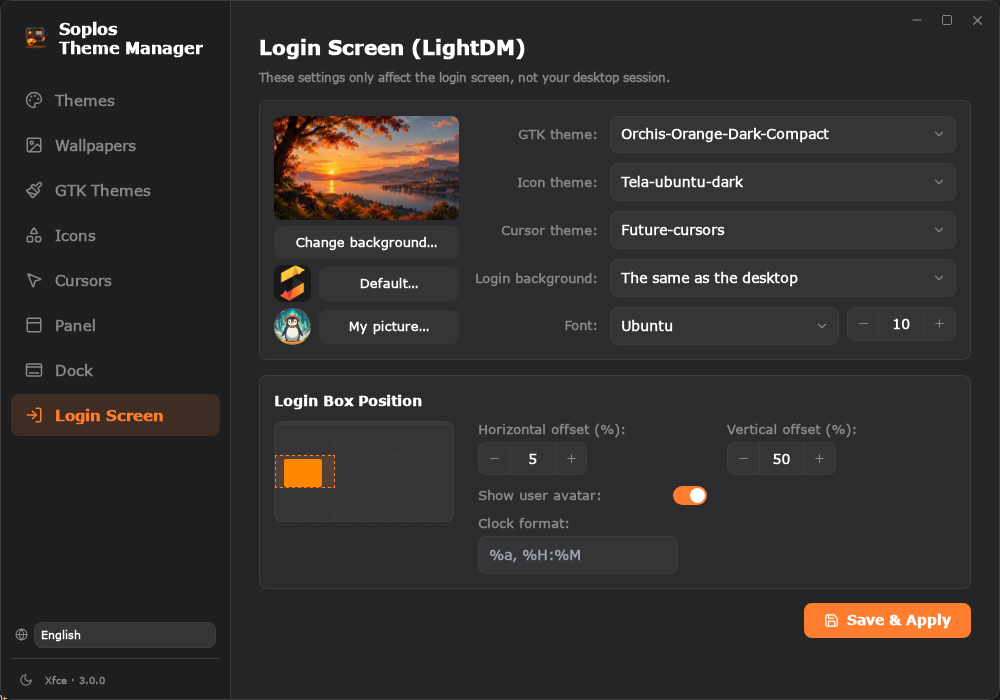 Soplos
Theme Manager
Themes
Wallpapers
GTK Themes
Icons
Cursors
Panel
Dock
Login Screen
English
Xfce • 3.0.0
Login Screen (LightDM)
These settings only affect the login screen, not your desktop session.
Change background...
Default...
My picture...
GTK theme: Orchis-Orange-Dark-Compact
Icon theme: Tela-ubuntu-dark
Cursor theme: Future-cursors
Login background: The same as the desktop
Font: Ubuntu − 10 +
Login Box Position
Horizontal offset (%): Vertical offset (%):
− 5 + − 50 +
Show user avatar:
Clock format:
%a, %H:%M
Save & Apply